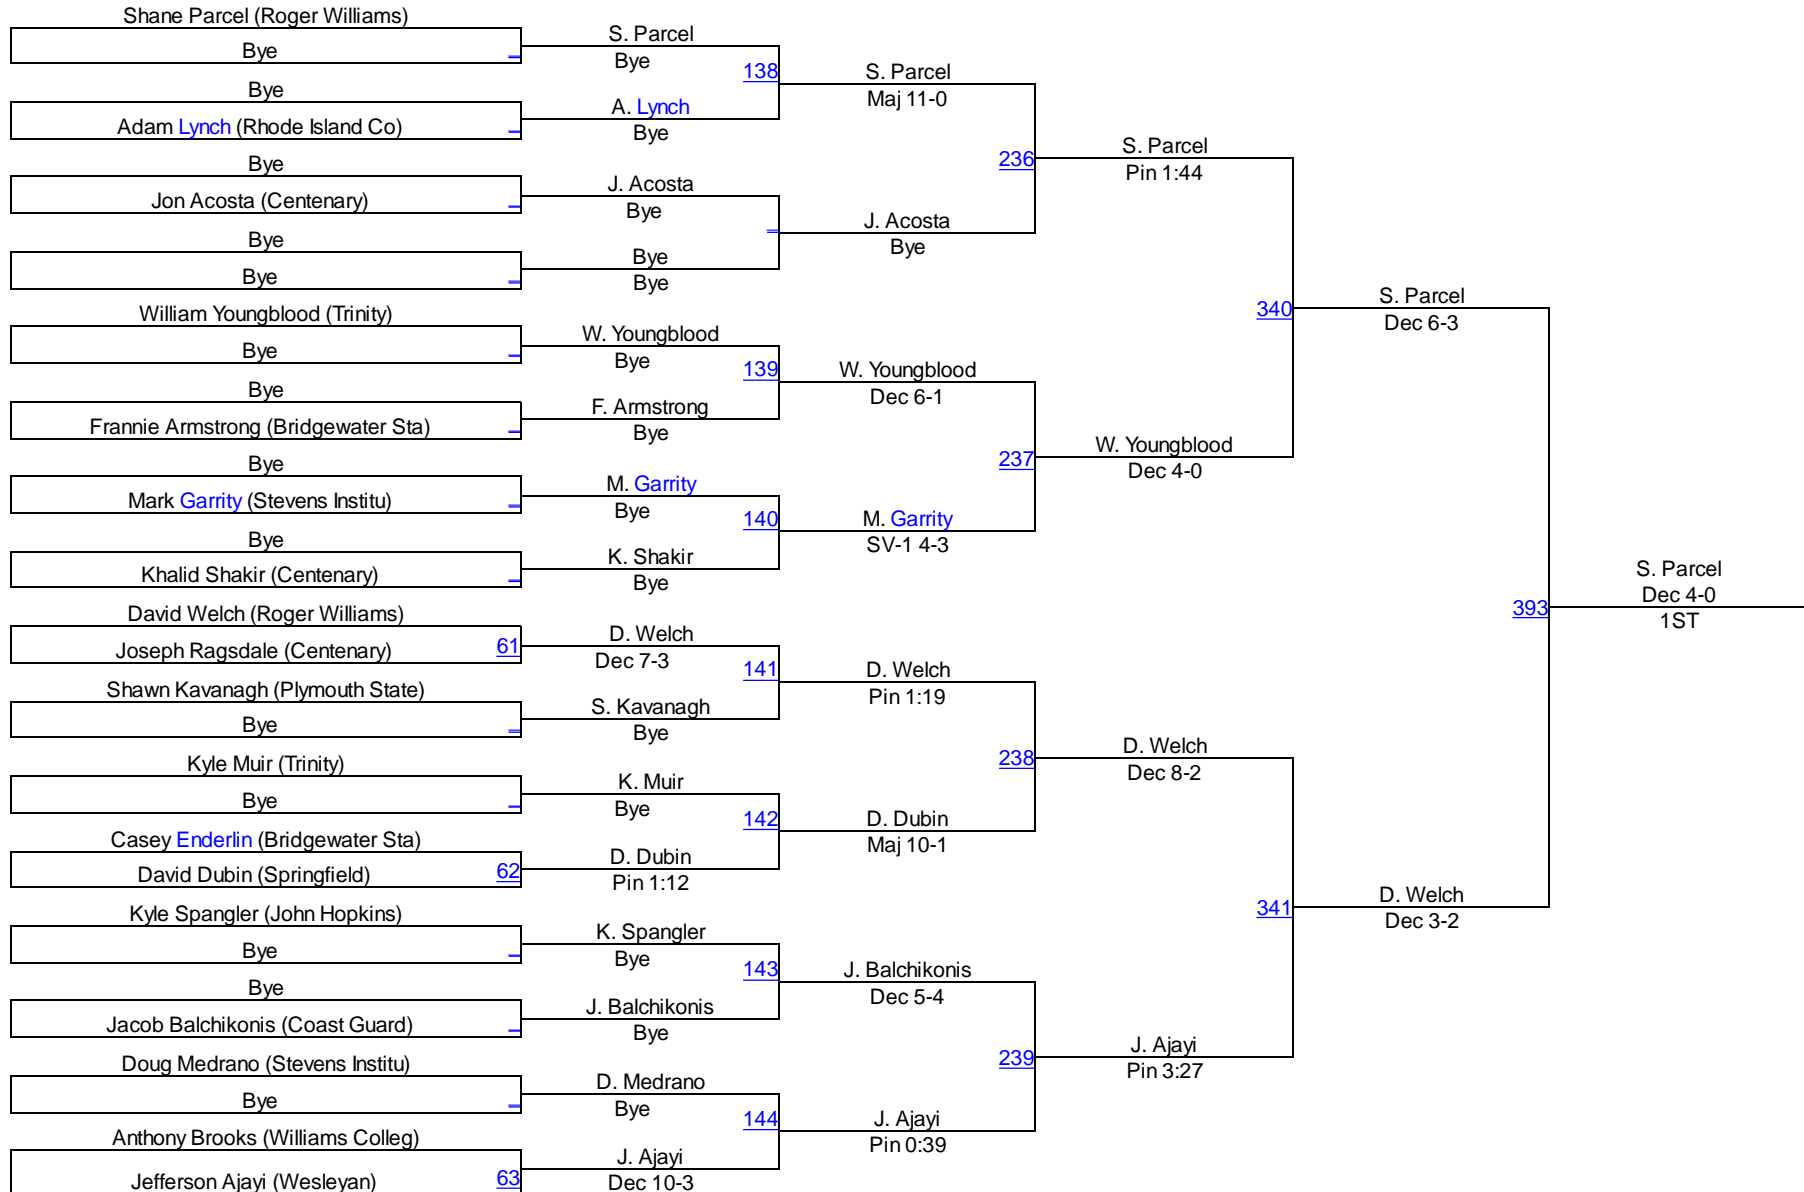 Shane Parcel (Roger Williams)
Bye
Bye
Adam Lynch (Rhode Island Co)
Bye
Jon Acosta (Centenary)
Bye
Bye
William Youngblood (Trinity)
Bye
Bye
Frannie Armstrong (Bridgewater Sta)
Bye
Mark Garrity (Stevens Institu)
Bye
Khalid Shakir (Centenary)
David Welch (Roger Williams)
Joseph Ragsdale (Centenary) 61
Shawn Kavanagh (Plymouth State)
Bye
Kyle Muir (Trinity)
Bye
Casey Enderlin (Bridgewater Sta)
David Dubin (Springfield) 62
Kyle Spangler (John Hopkins)
Bye
Bye
Jacob Balchikonis (Coast Guard)
Doug Medrano (Stevens Institu)
Bye
Anthony Brooks (Williams Colleg)
Jefferson Ajayi (Wesleyan) 63
S. Parcel
Bye
138
A. Lynch
Bye
J. Acosta
Bye
Bye
Bye
W. Youngblood
Bye
139
F. Armstrong
Bye
M. Garrity
Bye
140
K. Shakir
Bye
D. Welch
Dec 7-3
141
S. Kavanagh
Bye
K. Muir
Bye
142
D. Dubin
Pin 1:12
K. Spangler
Bye
143
J. Balchikonis
Bye
D. Medrano
Bye
144
J. Ajayi
Dec 10-3
S. Parcel
Maj 11-0
236
J. Acosta
Bye
W. Youngblood
Dec 6-1
237
M. Garrity
SV-1 4-3
D. Welch
Pin 1:19
238
D. Dubin
Maj 10-1
J. Balchikonis
Dec 5-4
239
J. Ajayi
Pin 0:39
S. Parcel
Pin 1:44
340
W. Youngblood
Dec 4-0
D. Welch
Dec 8-2
341
J. Ajayi
Pin 3:27
S. Parcel
Dec 6-3
393
D. Welch
Dec 3-2
S. Parcel
Dec 4-0
1ST